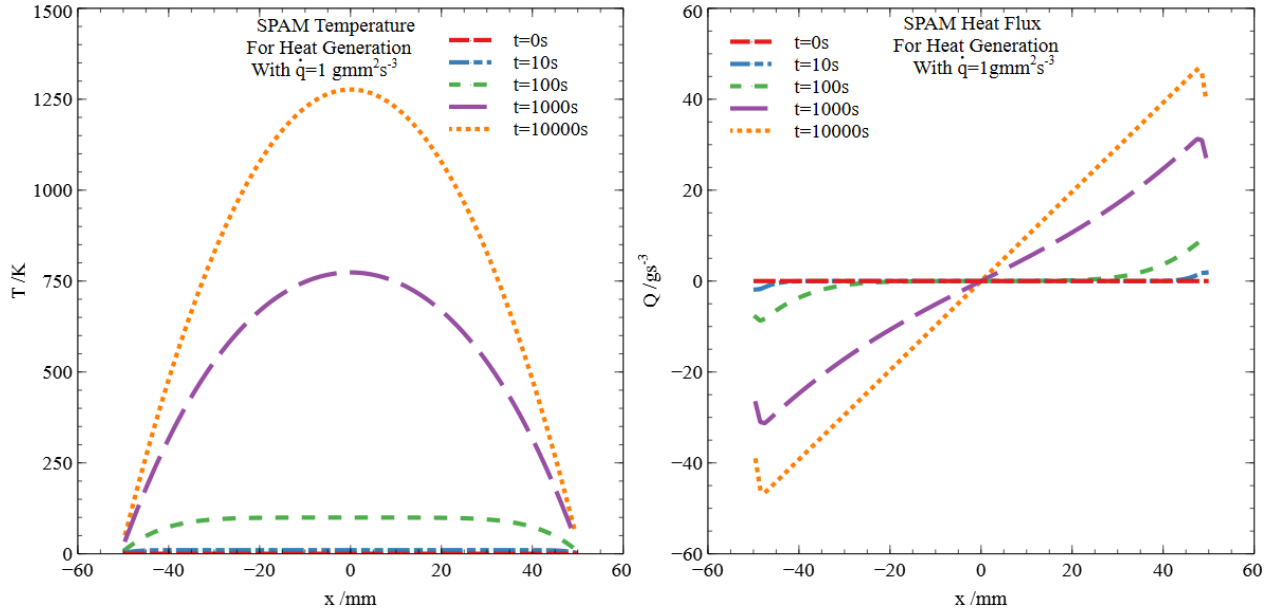 SPAM Temperature
For Heat Generation
With q̇=1 gmm²s⁻³
t=0s
t=10s
t=100s
t=1000s
t=10000s
1500
1250
1000
750
500
250
0
T /K
−60
−40
−20
0
20
40
60
x /mm
SPAM Heat Flux
For Heat Generation
With q̇=1gmm²s⁻³
t=0s
t=10s
t=100s
t=1000s
t=10000s
60
40
20
0
−20
−40
−60
Q /gs⁻³
−60
−40
−20
0
20
40
60
x /mm